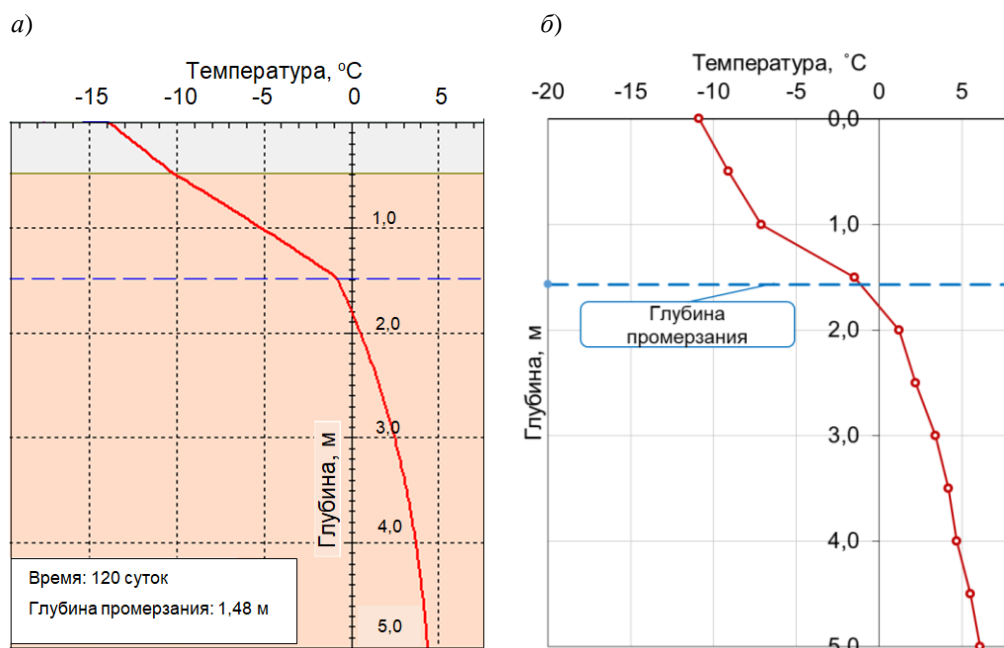 а)
Температура, ºС
-15 -10 -5 0 5
1,0
2,0
3,0
4,0
5,0
Глубина, м
Время: 120 суток
Глубина промерзания: 1,48 м
б)
Температура, ˚С
-20 -15 -10 -5 0 5
0,0
1,0
2,0
3,0
4,0
5,0
Глубина, м
Глубина
промерзания